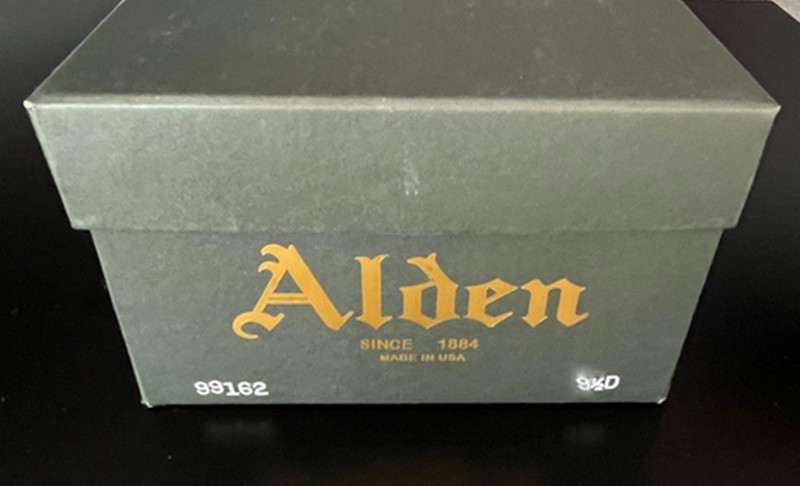 Alden
SINCE 1884
MADE IN USA
99162 9½D